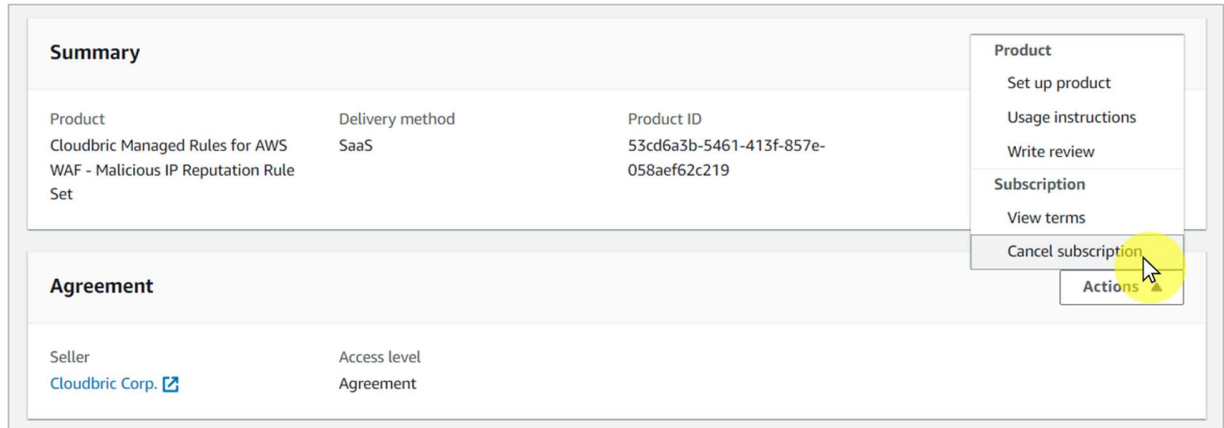 Summary
Product
Cloudbric Managed Rules for AWS
WAF - Malicious IP Reputation Rule
Set
Delivery method
SaaS
Product ID
53cd6a3b-5461-413f-857e-
058aef62c219
Product
Set up product
Usage instructions
Write review
Subscription
View terms
Cancel subscription
Agreement
Actions
Seller
Cloudbric Corp.
Access level
Agreement